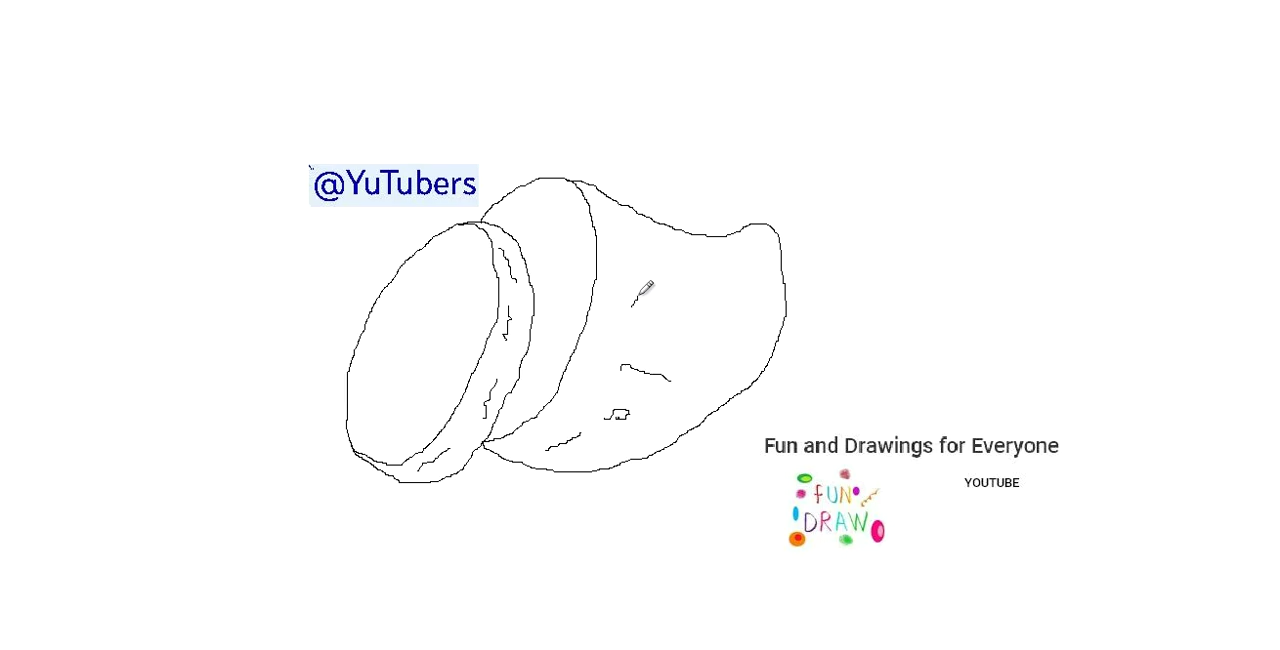 @YuTubers
Fun and Drawings for Everyone
YOUTUBE
fUN
DRAW